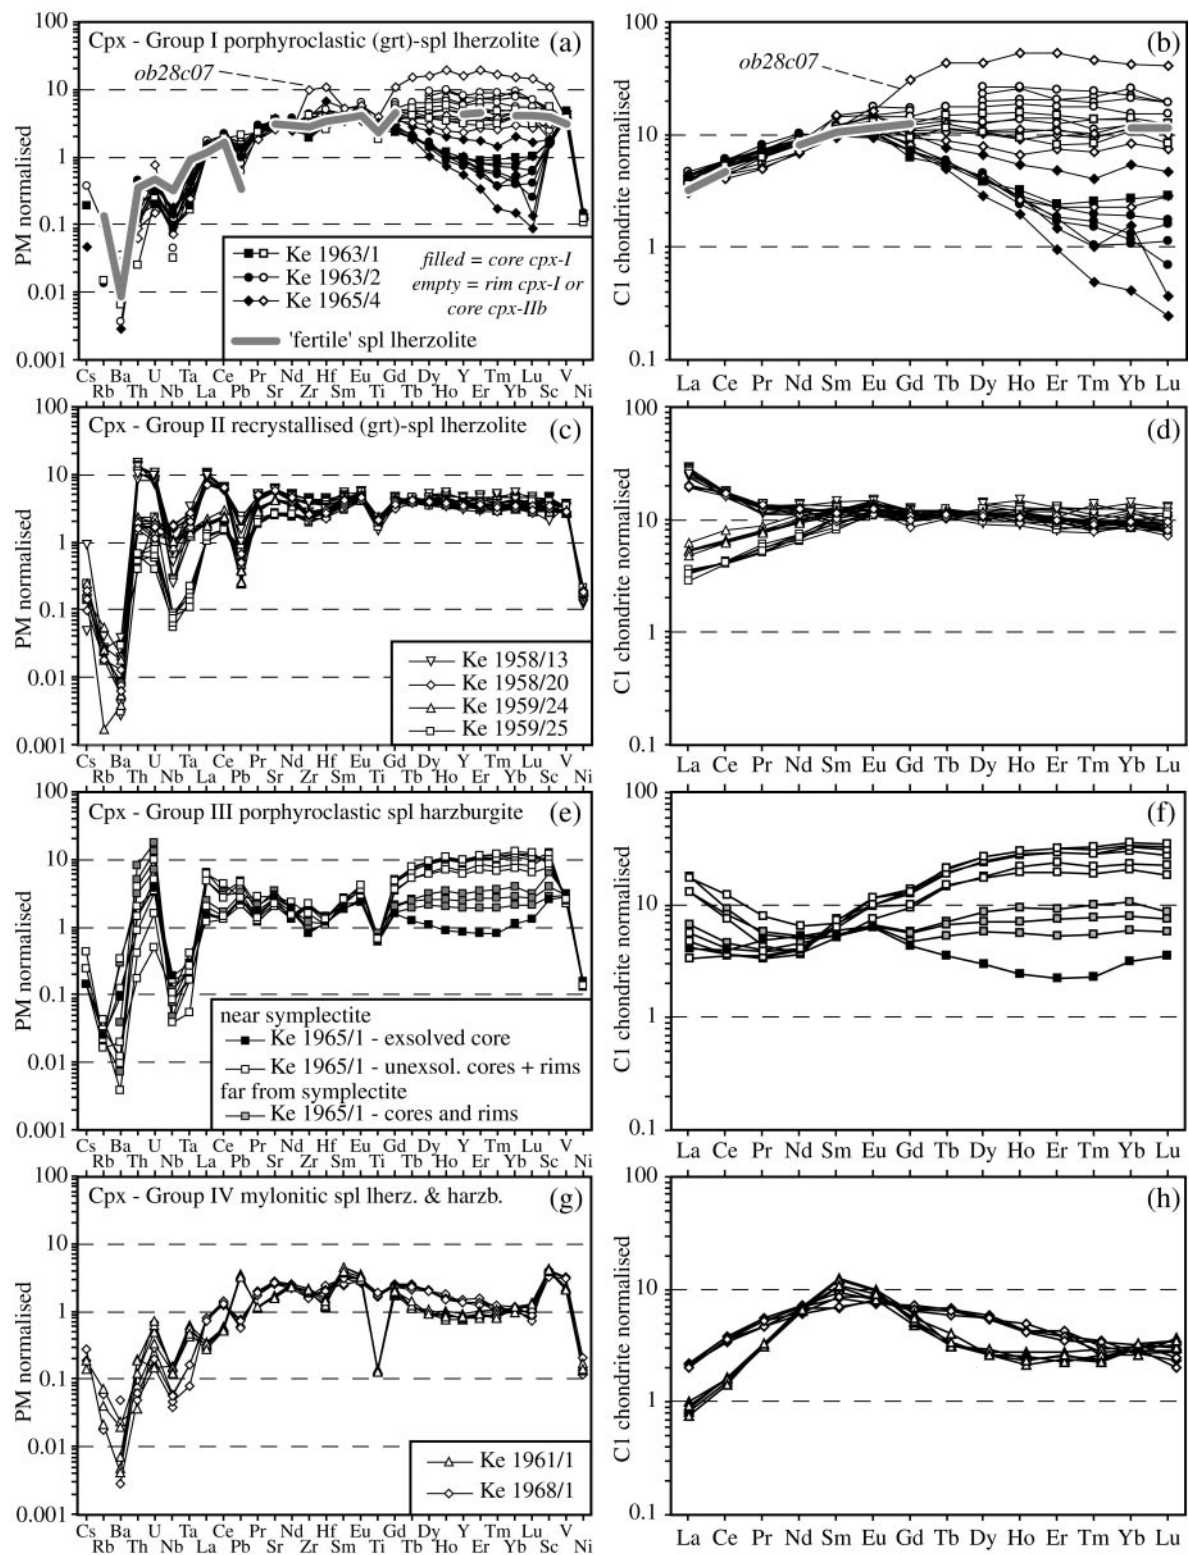 Cpx - Group I porphyroclastic (grt)-spl lherzolite (a)
ob28c07
PM normalised
100
10
1
0.1
0.01
0.001
Ke 1963/1
Ke 1963/2
Ke 1965/4
filled = core cpx-I
empty = rim cpx-I or
core cpx-IIb
'fertile' spl lherzolite
Cs Ba U Ta Ce Pr Nd Hf Eu Gd Dy Y Tm Lu V
Rb Th Nb La Pb Sr Zr Sm Ti Tb Ho Er Yb Sc Ni
(b)
ob28c07
C1 chondrite normalised
100
10
1
0.1
La Ce Pr Nd Sm Eu Gd Tb Dy Ho Er Tm Yb Lu
Cpx - Group II recrystallised (grt)-spl lherzolite (c)
PM normalised
100
10
1
0.1
0.01
0.001
Ke 1958/13
Ke 1958/20
Ke 1959/24
Ke 1959/25
Cs Ba U Ta Ce Pr Nd Hf Eu Gd Dy Y Tm Lu V
Rb Th Nb La Pb Sr Zr Sm Ti Tb Ho Er Yb Sc Ni
(d)
C1 chondrite normalised
100
10
1
0.1
La Ce Pr Nd Sm Eu Gd Tb Dy Ho Er Tm Yb Lu
Cpx - Group III porphyroclastic spl harzburgite (e)
PM normalised
100
10
1
0.1
0.01
0.001
near symplectite
Ke 1965/1 - exsolved core
Ke 1965/1 - unexsol. cores + rims
far from symplectite
Ke 1965/1 - cores and rims
Cs Ba U Ta Ce Pr Nd Hf Eu Gd Dy Y Tm Lu V
Rb Th Nb La Pb Sr Zr Sm Ti Tb Ho Er Yb Sc Ni
(f)
C1 chondrite normalised
100
10
1
0.1
La Ce Pr Nd Sm Eu Gd Tb Dy Ho Er Tm Yb Lu
Cpx - Group IV mylonitic spl lherz. & harzb. (g)
PM normalised
100
10
1
0.1
0.01
0.001
Ke 1961/1
Ke 1968/1
Cs Ba U Ta Ce Pr Nd Hf Eu Gd Dy Y Tm Lu V
Rb Th Nb La Pb Sr Zr Sm Ti Tb Ho Er Yb Sc Ni
(h)
C1 chondrite normalised
100
10
1
0.1
La Ce Pr Nd Sm Eu Gd Tb Dy Ho Er Tm Yb Lu